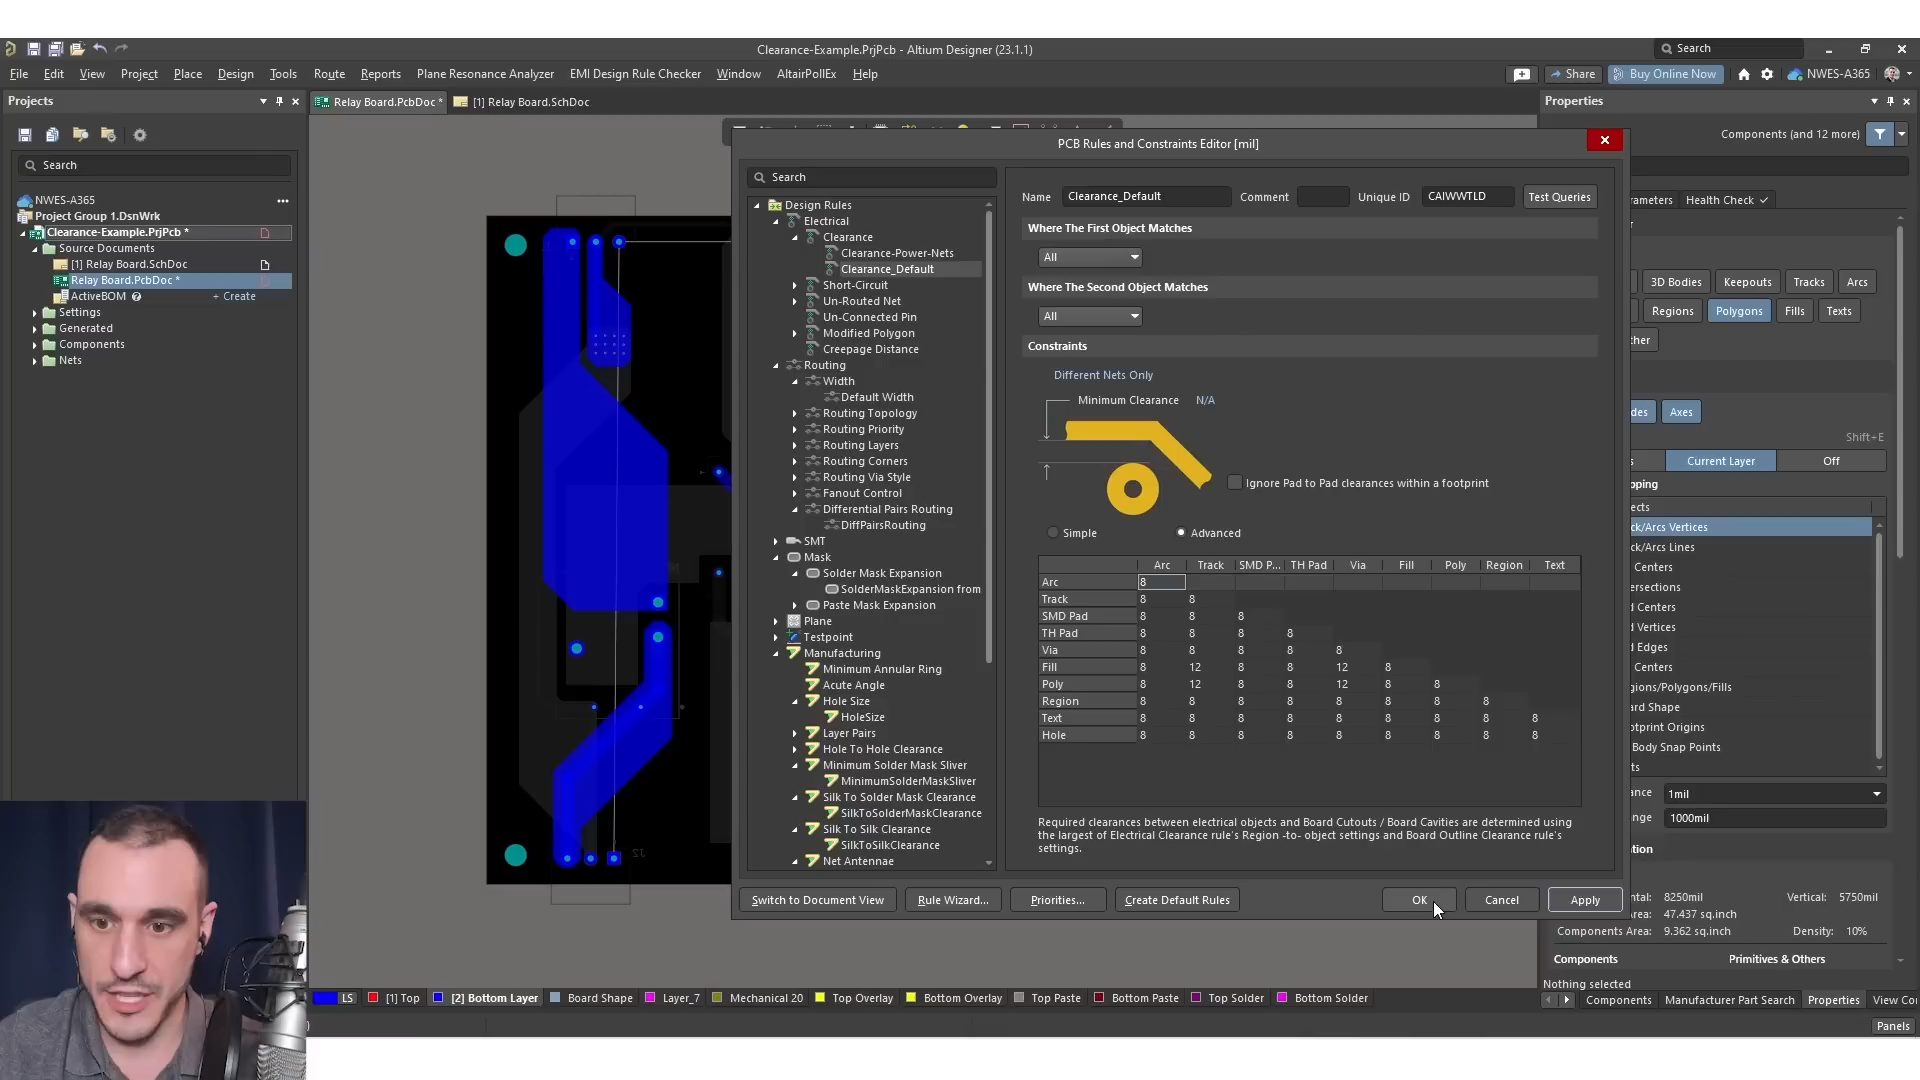 Clearance-Example.PrjPcb - Altium Designer (23.1.1)
Search
File Edit View Project Place Design Tools Route Reports Plane Resonance Analyzer EMI Design Rule Checker Window AltairPollEx Help
Share Buy Online Now NWES-A365
Projects
Relay Board.PcbDoc *
[1] Relay Board.SchDoc
Properties
Search
NWES-A365
Project Group 1.DsnWrk
Clearance-Example.PrjPcb *
Source Documents
[1] Relay Board.SchDoc
Relay Board.PcbDoc *
ActiveBOM + Create
Settings
Generated
Components
Nets
J2
PCB Rules and Constraints Editor [mil]
Search
Design Rules
Electrical
Clearance
Clearance-Power-Nets
Clearance_Default
Short-Circuit
Un-Routed Net
Un-Connected Pin
Modified Polygon
Creepage Distance
Routing
Width
Default Width
Routing Topology
Routing Priority
Routing Layers
Routing Corners
Routing Via Style
Fanout Control
Differential Pairs Routing
DiffPairsRouting
SMT
Mask
Solder Mask Expansion
SolderMaskExpansion from
Paste Mask Expansion
Plane
Testpoint
Manufacturing
Minimum Annular Ring
Acute Angle
Hole Size
HoleSize
Layer Pairs
Hole To Hole Clearance
Minimum Solder Mask Sliver
MinimumSolderMaskSliver
Silk To Solder Mask Clearance
SilkToSolderMaskClearance
Silk To Silk Clearance
SilkToSilkClearance
Net Antennae
Name Clearance_Default Comment Unique ID CAIWWTLD Test Queries
Where The First Object Matches
All
Where The Second Object Matches
All
Constraints
Different Nets Only
Minimum Clearance N/A
Ignore Pad to Pad clearances within a footprint
Simple Advanced
Arc Track SMD P... TH Pad Via Fill Poly Region Text
Arc 8
Track 8 8
SMD Pad 8 8 8
TH Pad 8 8 8 8
Via 8 8 8 8 8
Fill 8 12 8 8 12 8
Poly 8 12 8 8 12 8 8
Region 8 8 8 8 8 8 8 8
Text 8 8 8 8 8 8 8 8 8
Hole 8 8 8 8 8 8 8 8 8
Required clearances between electrical objects and Board Cutouts / Board Cavities are determined using
the largest of Electrical Clearance rule's Region -to- object settings and Board Outline Clearance rule's
settings.
Switch to Document View Rule Wizard... Priorities... Create Default Rules OK Cancel Apply
Components (and 12 more)
Health Check
3D Bodies Keepouts Tracks Arcs
Regions Polygons Fills Texts
Axes
Shift+E
Current Layer Off
1mil
1000mil
8250mil Vertical: 5750mil
47.437 sq.inch
Components Area: 9.362 sq.inch Density: 10%
Components Primitives & Others
Nothing selected
Components Manufacturer Part Search Properties View Co
LS [1] Top [2] Bottom Layer Board Shape Layer_7 Mechanical 20 Top Overlay Bottom Overlay Top Paste Bottom Paste Top Solder Bottom Solder
Panels